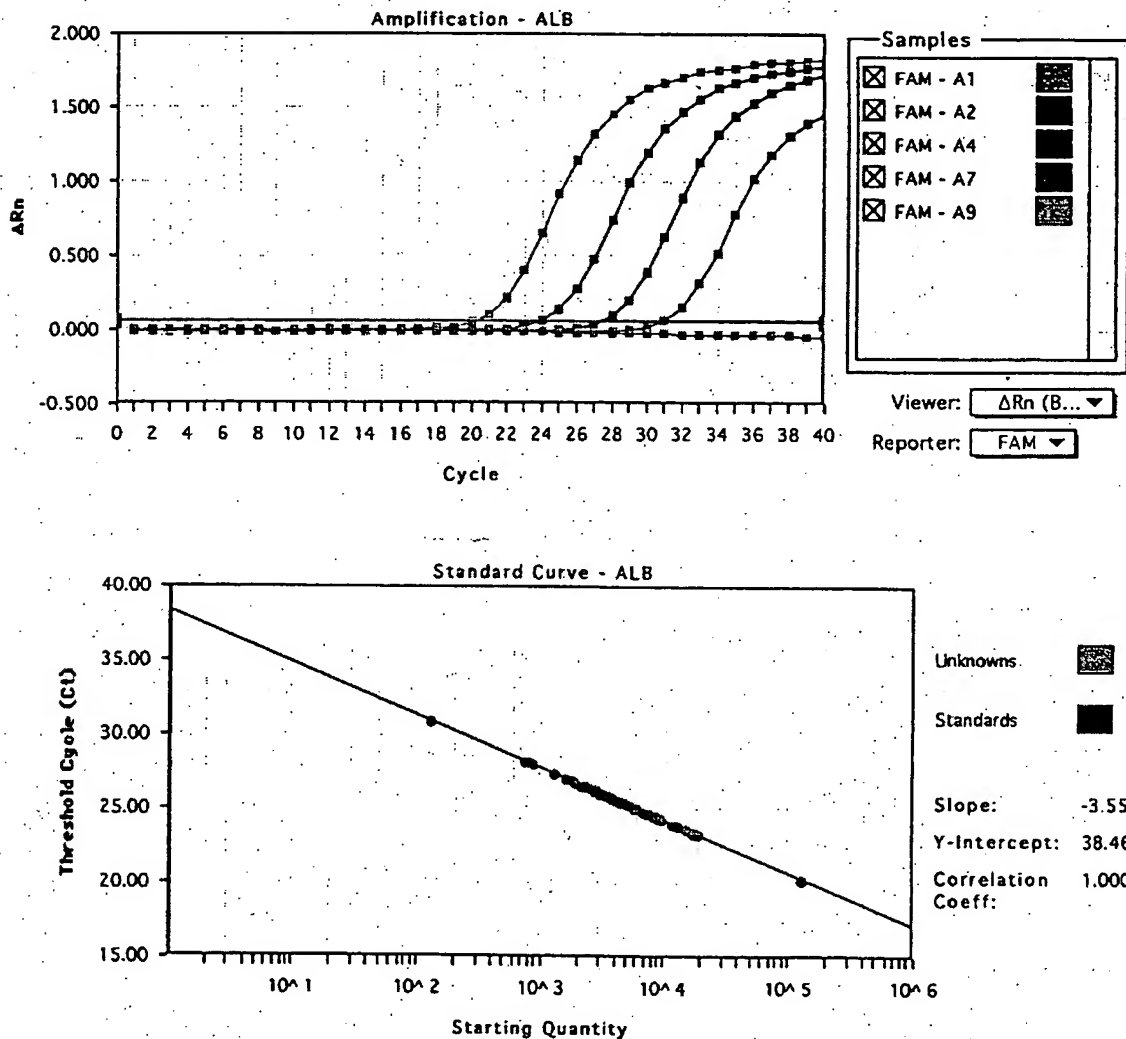 Amplification - ALB
2.000
1.500
1.000
0.500
0.000
-0.500
ΔRn
0 2 4 6 8 10 12 14 16 18 20 22 24 26 28 30 32 34 36 38 40
Cycle
Samples
FAM - A1
FAM - A2
FAM - A4
FAM - A7
FAM - A9
Viewer: ΔRn (B...
Reporter: FAM
Standard Curve - ALB
40.00
35.00
30.00
25.00
20.00
15.00
Threshold Cycle (Ct)
10^1 10^2 10^3 10^4 10^5 10^6
Starting Quantity
Unknowns
Standards
Slope: -3.55
Y-Intercept: 38.46
Correlation Coeff: 1.000